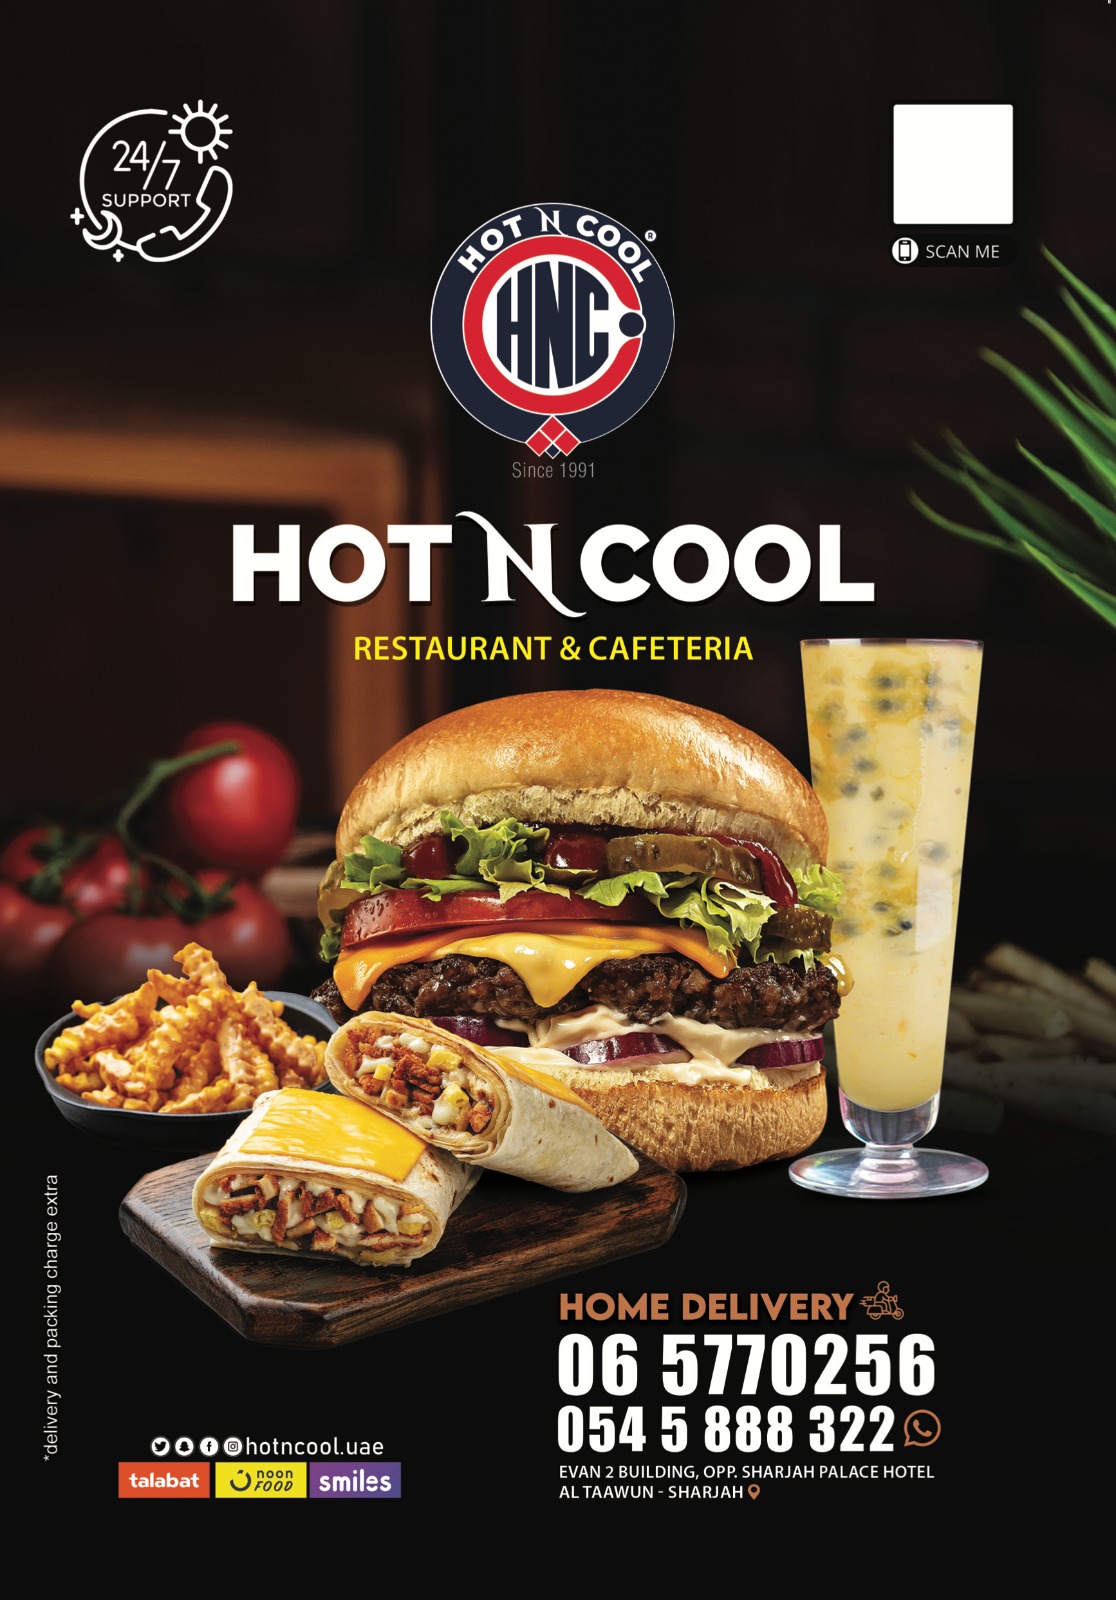 24/7
SUPPORT
SCAN ME
HOT N COOL ®
HNC
Since 1991
HOT N COOL
RESTAURANT & CAFETERIA
*delivery and packing charge extra
HOME DELIVERY
06 5770256
054 5 888 322
EVAN 2 BUILDING, OPP. SHARJAH PALACE HOTEL
AL TAAWUN - SHARJAH
hotncool.uae
talabat noon FOOD smiles